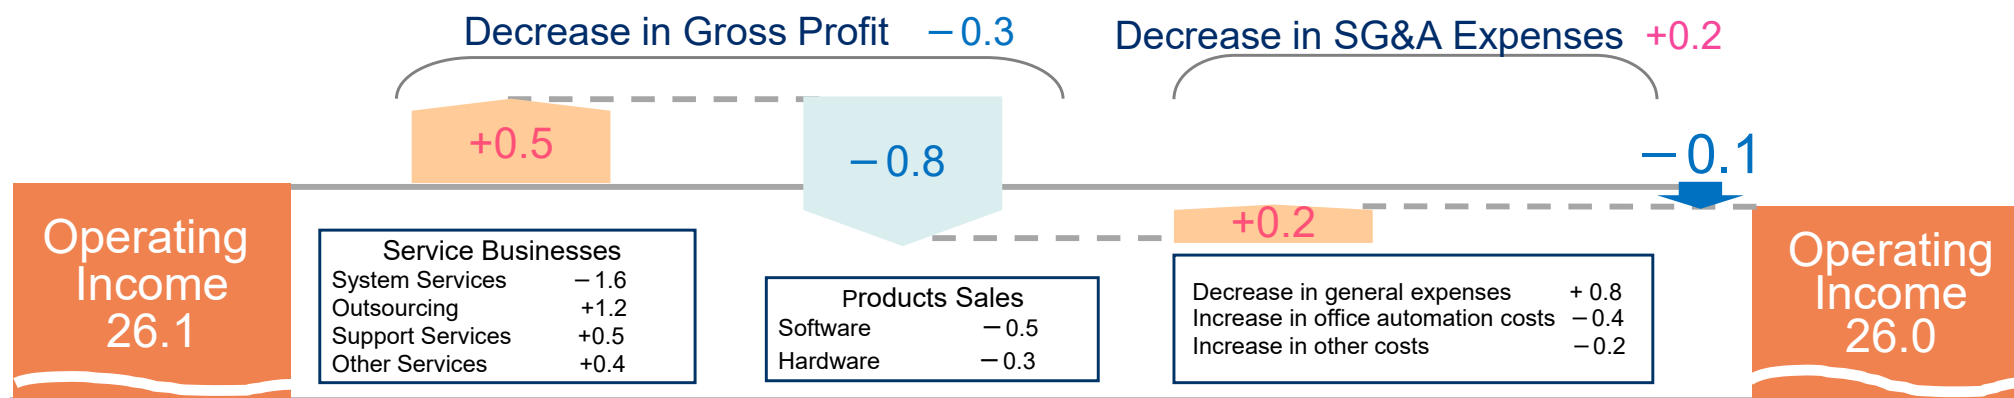 Decrease in Gross Profit －0.3
Decrease in SG&A Expenses +0.2
+0.5
－0.8
+0.2
－0.1
Operating
Income
26.1
Service Businesses
System Services －1.6
Outsourcing +1.2
Support Services +0.5
Other Services +0.4
Products Sales
Software －0.5
Hardware －0.3
Decrease in general expenses + 0.8
Increase in office automation costs －0.4
Increase in other costs －0.2
Operating
Income
26.0